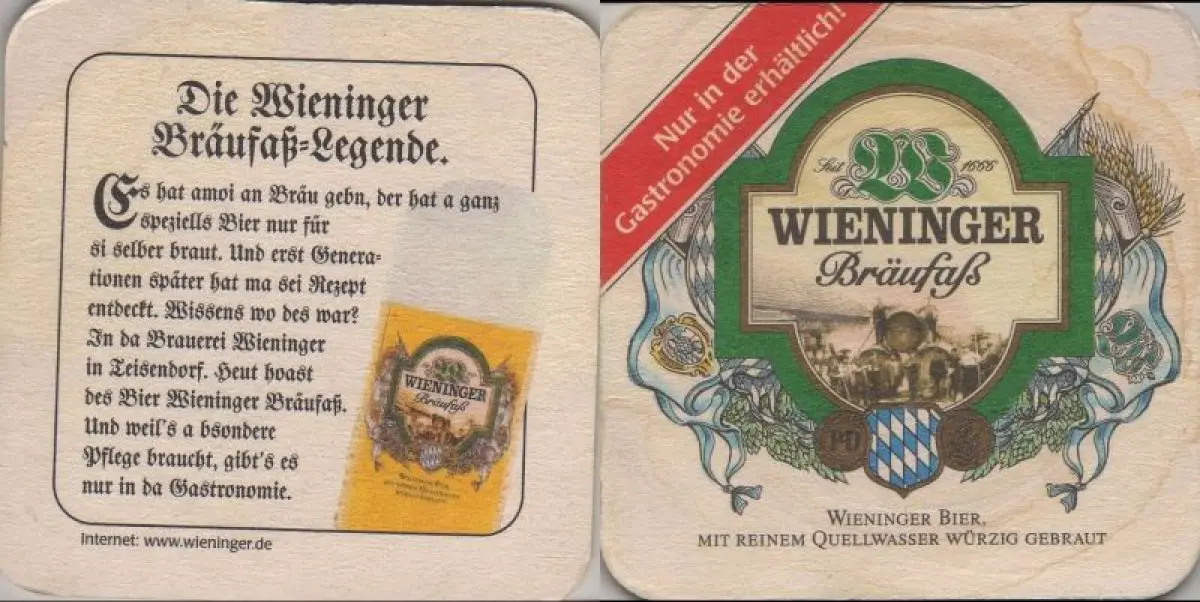 Die Wieninger
Bräufaß-Legende.
Es hat amoi an Bräu gebn, der hat a ganz
speziells Bier nur für
si selber braut. Und erst Genera-
tionen später hat ma sei Rezept
entdeckt. Wissens wo des war?
In da Brauerei Wieninger
in Teisendorf. Heut hoast
des Bier Wieninger Bräufaß.
Und weil's a bsondere
Pflege braucht, gibt's es
nur in da Gastronomie.
WIENINGER
Bräufaß
Internet: www.wieninger.de
Nur in der
Gastronomie erhältlich!
Seit 1666
WIENINGER
Bräufaß
WIENINGER BIER,
MIT REINEM QUELLWASSER WÜRZIG GEBRAUT